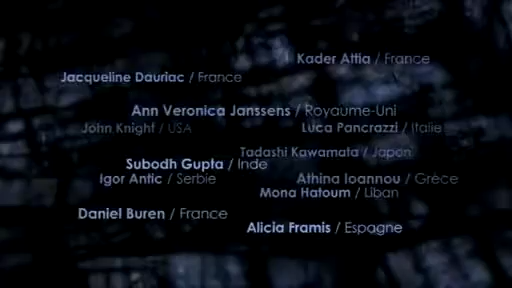 Kader Attia / France
Jacqueline Dauriac / France
Ann Veronica Janssens / Royaume-Uni
John Knight / USA
Luca Pancrazzi / Italie
Tadashi Kawamata / Japon
Subodh Gupta / Inde
Igor Antic / Serbie
Athina Ioannou / Grèce
Mona Hatoum / Liban
Daniel Buren / France
Alicia Framis / Espagne